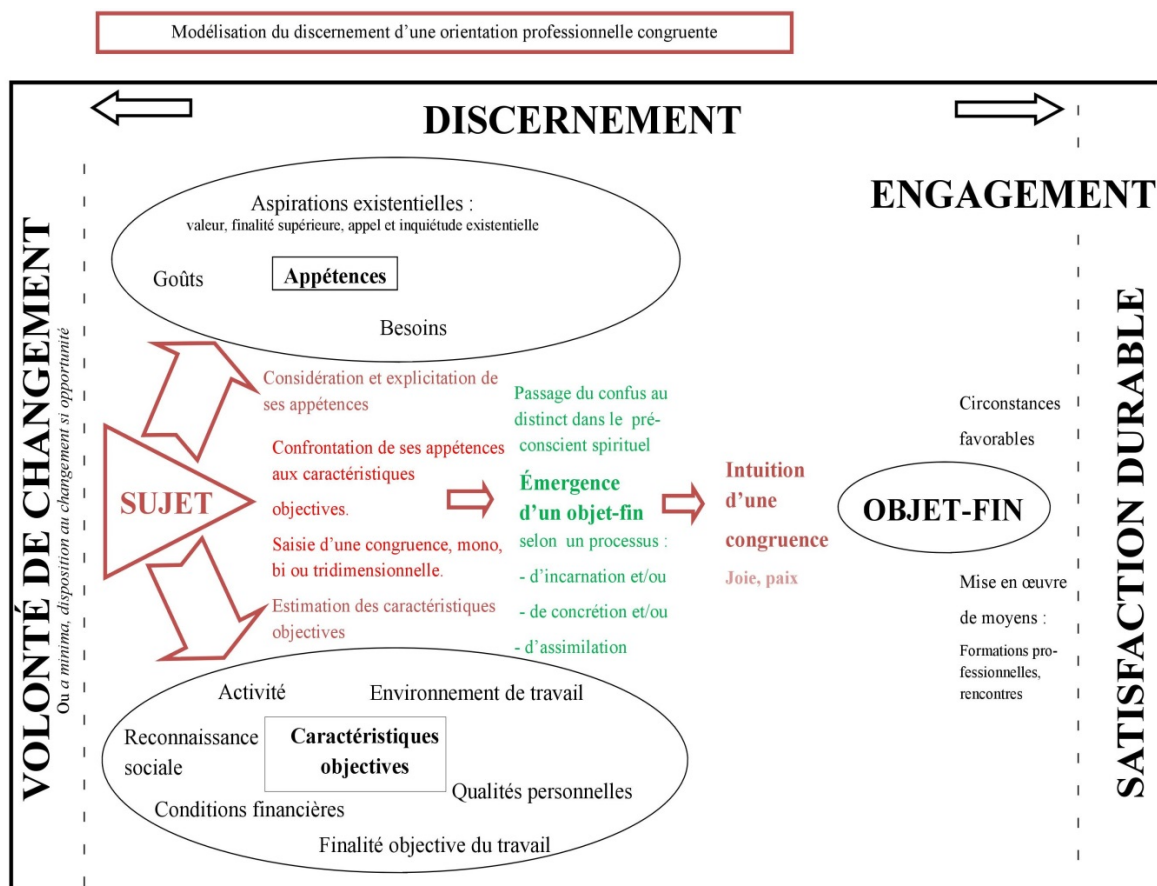 Modélisation du discernement d'une orientation professionnelle congruente
DISCERNEMENT
ENGAGEMENT
VOLONTÉ DE CHANGEMENT
Ou a minima, disposition au changement si opportunité
Aspirations existentielles :
valeur, finalité supérieure, appel et inquiétude existentielle
Goûts
Appétences
Besoins
Considération et explicitation de
ses appétences
SUJET
Confrontation de ses appétences
aux caractéristiques
objectives.
Saisie d'une congruence, mono,
bi ou tridimensionnelle.
Estimation des caractéristiques
objectives
Passage du confus au
distinct dans le pré-
conscient spirituel
Émergence
d'un objet-fin
selon un processus :
- d'incarnation et/ou
- de concrétion et/ou
- d'assimilation
Intuition
d'une
congruence
Joie, paix
Circonstances
favorables
OBJET-FIN
Mise en œuvre
de moyens :
Formations pro-
fessionnelles,
rencontres
Activité
Environnement de travail
Reconnaissance
sociale
Caractéristiques
objectives
Qualités personnelles
Conditions financières
Finalité objective du travail
SATISFACTION DURABLE